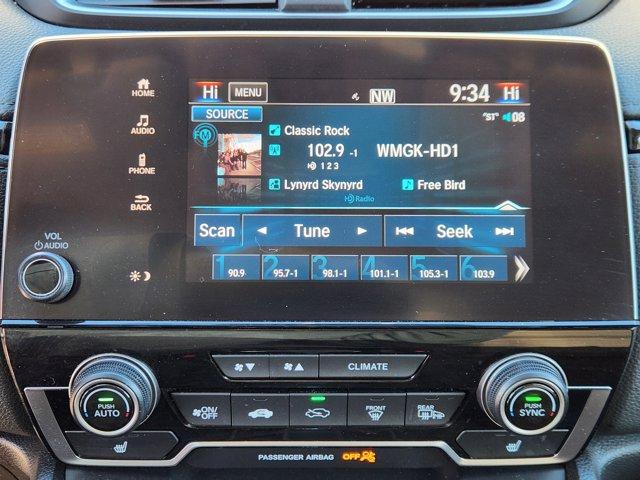 Hi MENU NW 9:34 Hi
HOME
SOURCE
"ST" 08
FM
Classic Rock
AUDIO
102.9 -1 WMGK-HD1
HD 1 2 3
PHONE
Lynyrd Skynyrd Free Bird
HD Radio
BACK
Scan Tune Seek
VOL
AUDIO
1 90.9 2 95.7-1 3 98.1-1 4 101.1-1 5 105.3-1 6 103.9
CLIMATE
PUSH
AUTO
ON/
OFF
FRONT
REAR
PUSH
SYNC
PASSENGER AIRBAG OFF